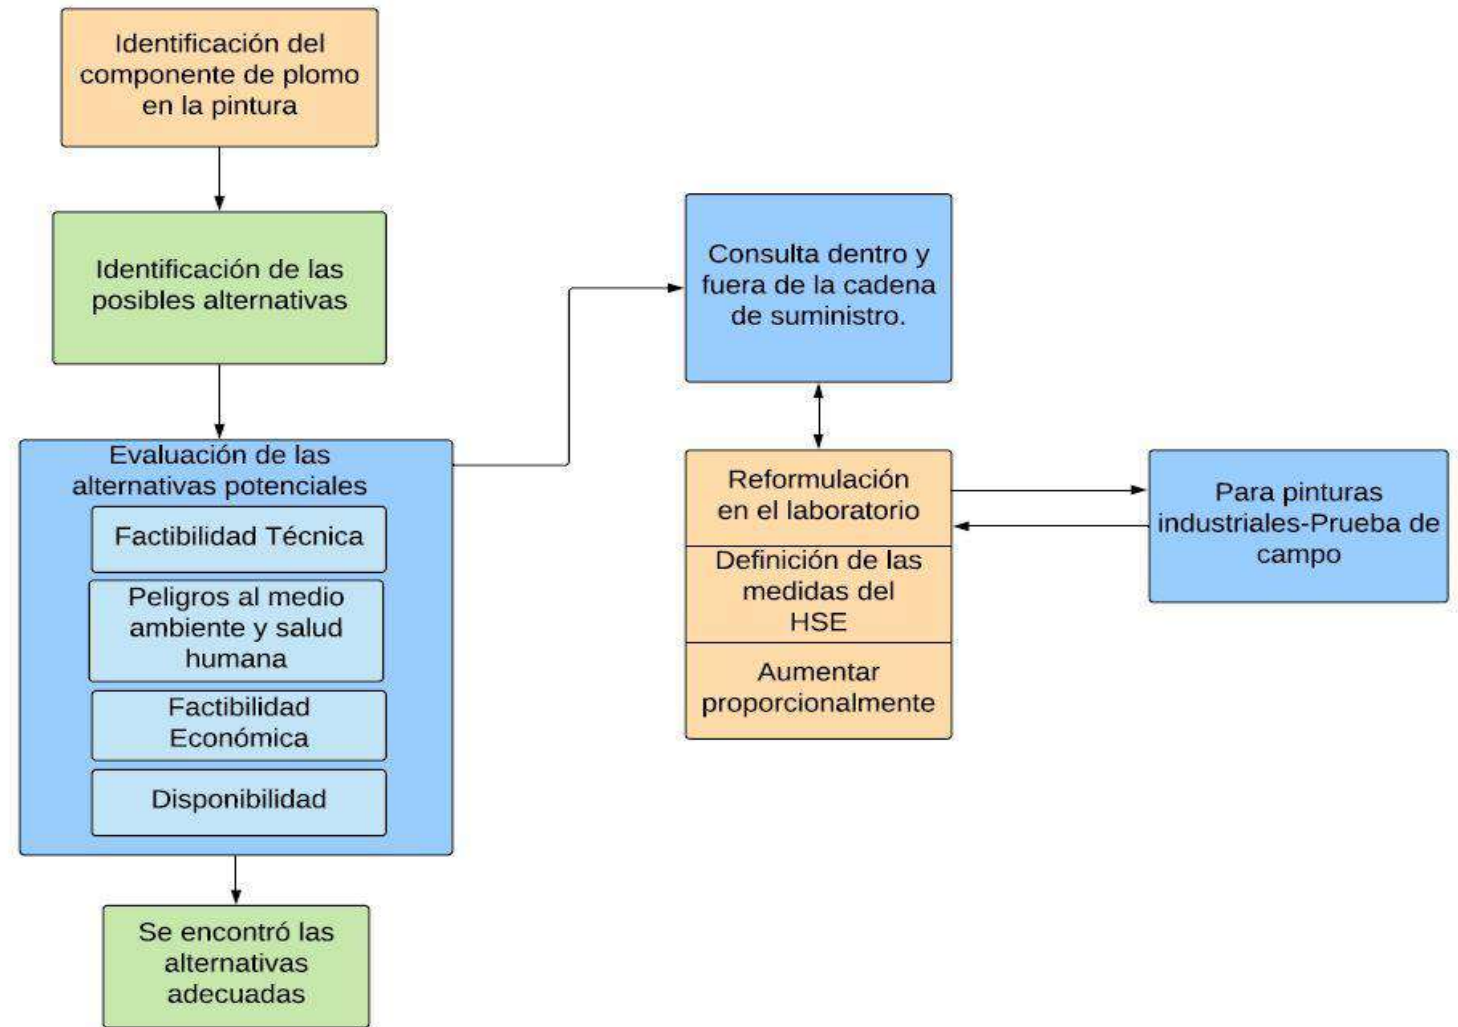 Identificación del
componente de plomo
en la pintura
Identificación de las
posibles alternativas
Evaluación de las
alternativas potenciales
Factibilidad Técnica
Peligros al medio
ambiente y salud
humana
Factibilidad
Económica
Disponibilidad
Se encontró las
alternativas
adecuadas
Consulta dentro y
fuera de la cadena
de suministro.
Reformulación
en el laboratorio
Definición de las
medidas del
HSE
Aumentar
proporcionalmente
Para pinturas
industriales-Prueba de
campo